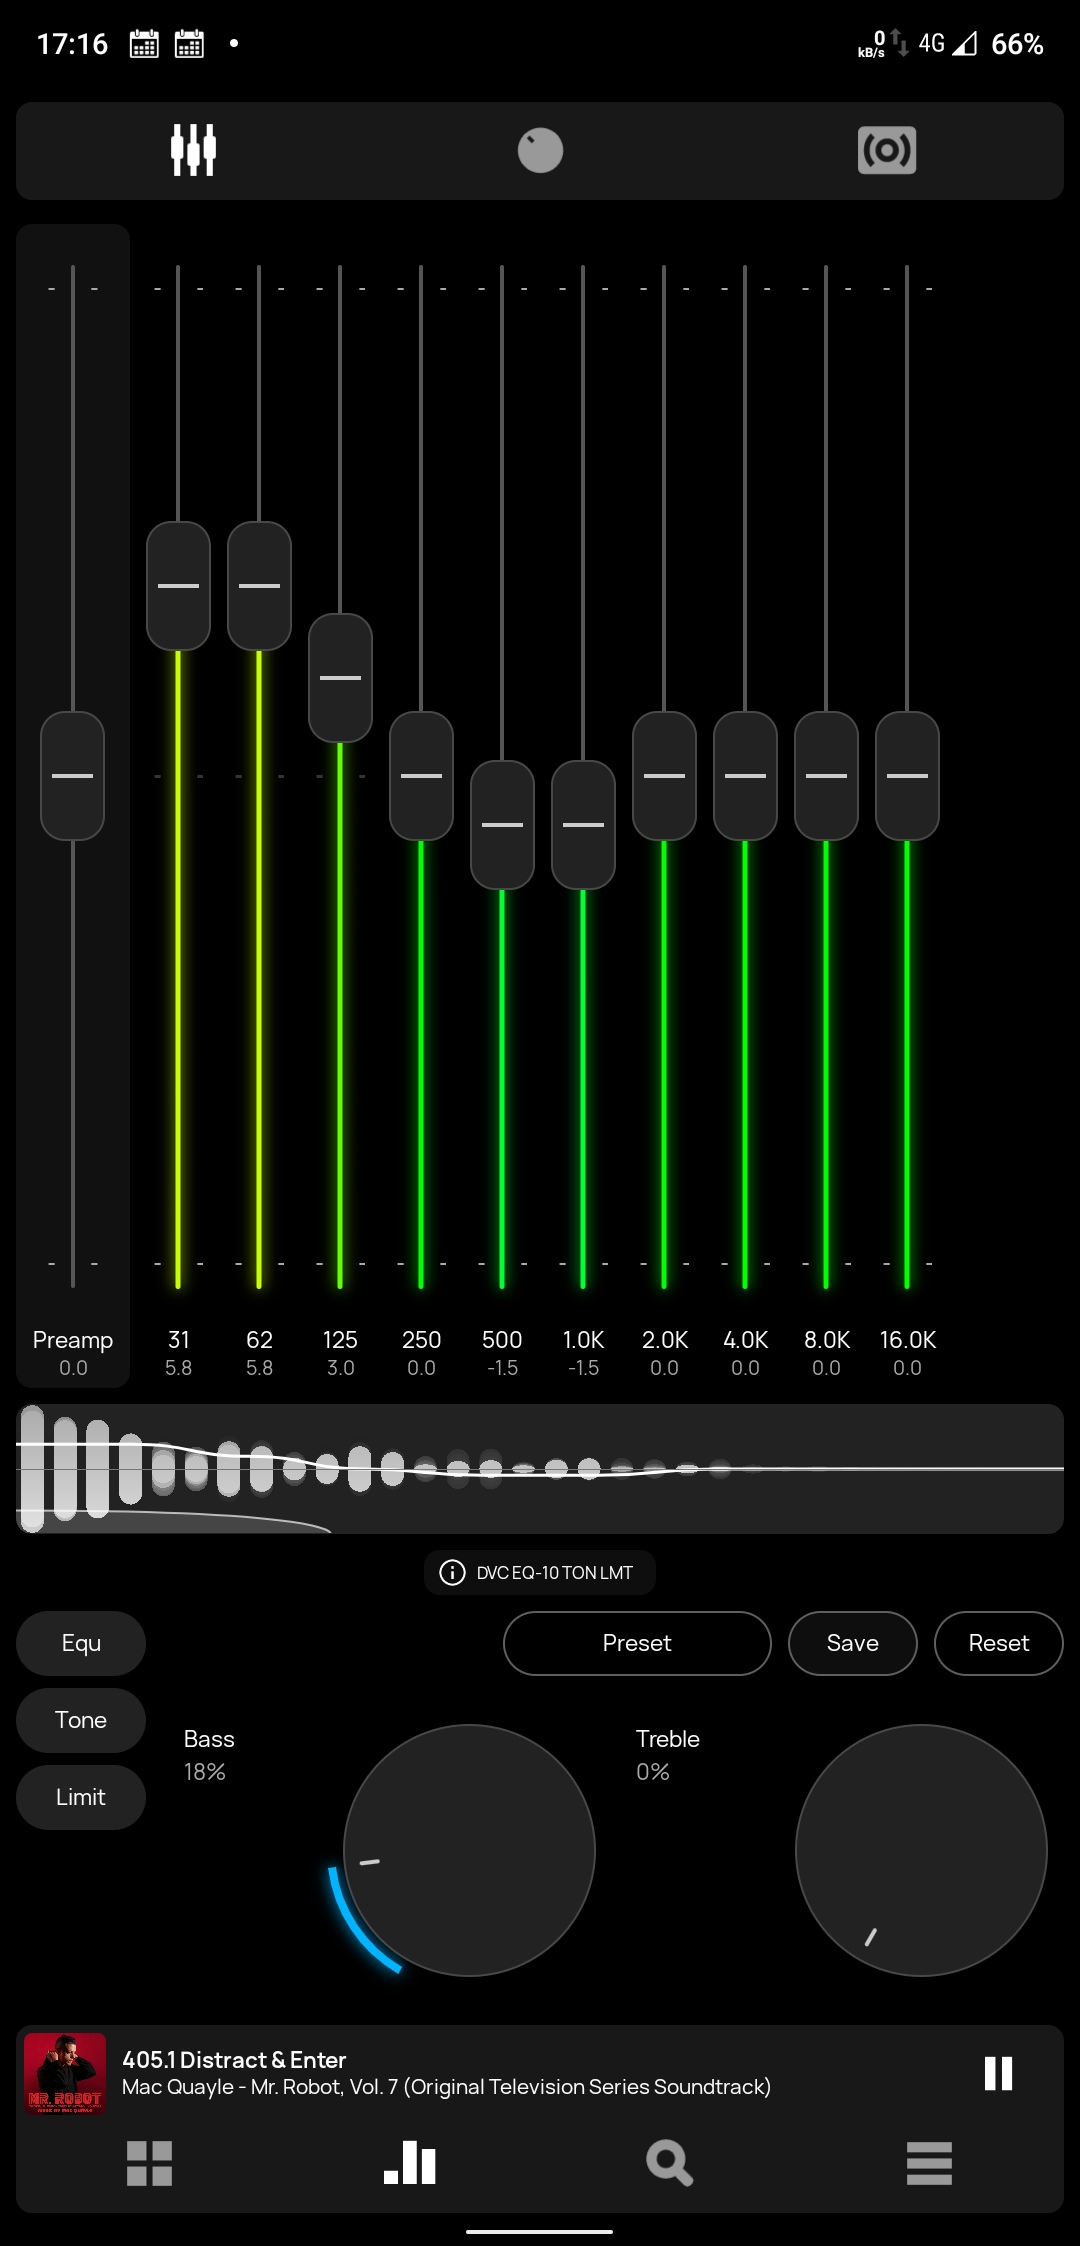 17:16
0 kB/s 4G 66%
Preamp 31 62 125 250 500 1.0K 2.0K 4.0K 8.0K 16.0K
0.0 5.8 5.8 3.0 0.0 -1.5 -1.5 0.0 0.0 0.0 0.0
DVC EQ-10 TON LMT
Equ Preset Save Reset
Tone
Bass Treble
18% 0%
Limit
MR. ROBOT
405.1 Distract & Enter
Mac Quayle - Mr. Robot, Vol. 7 (Original Television Series Soundtrack)